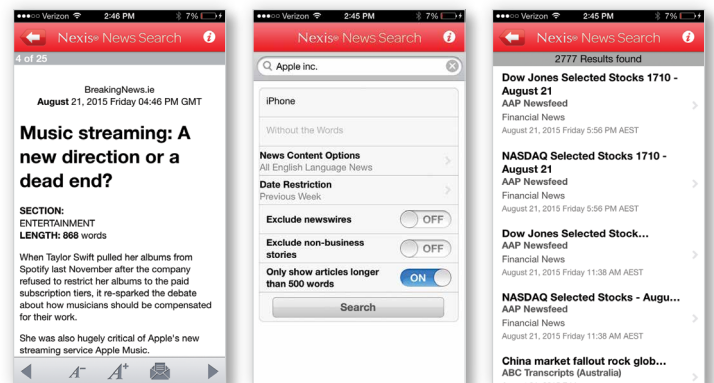 ●●●○○ Verizon 2:46 PM 7%
Nexis® News Search i
4 of 25
BreakingNews.ie
August 21, 2015 Friday 04:46 PM GMT
Music streaming: A
new direction or a
dead end?
SECTION:
ENTERTAINMENT
LENGTH: 868 words
When Taylor Swift pulled her albums from
Spotify last November after the company
refused to restrict her albums to the paid
subscription tiers, it re-sparked the debate
about how musicians should be compensated
for their work.
She was also hugely critical of Apple's new
streaming service Apple Music.
A- A+
●●●○○ Verizon 2:45 PM 7%
Nexis® News Search i
Apple inc.
iPhone
Without the Words
News Content Options
All English Language News
Date Restriction
Previous Week
Exclude newswires OFF
Exclude non-business
stories OFF
Only show articles longer
than 500 words ON
Search
●●●○○ Verizon 2:45 PM 7%
Nexis® News Search i
2777 Results found
Dow Jones Selected Stocks 1710 -
August 21
AAP Newsfeed
Financial News
August 21, 2015 Friday 5:56 PM AEST
NASDAQ Selected Stocks 1710 -
August 21
AAP Newsfeed
Financial News
August 21, 2015 Friday 5:56 PM AEST
Dow Jones Selected Stock...
AAP Newsfeed
Financial News
August 21, 2015 Friday 11:38 AM AEST
NASDAQ Selected Stocks - Augu...
AAP Newsfeed
Financial News
August 21, 2015 Friday 11:38 AM AEST
China market fallout rock glob...
ABC Transcripts (Australia)